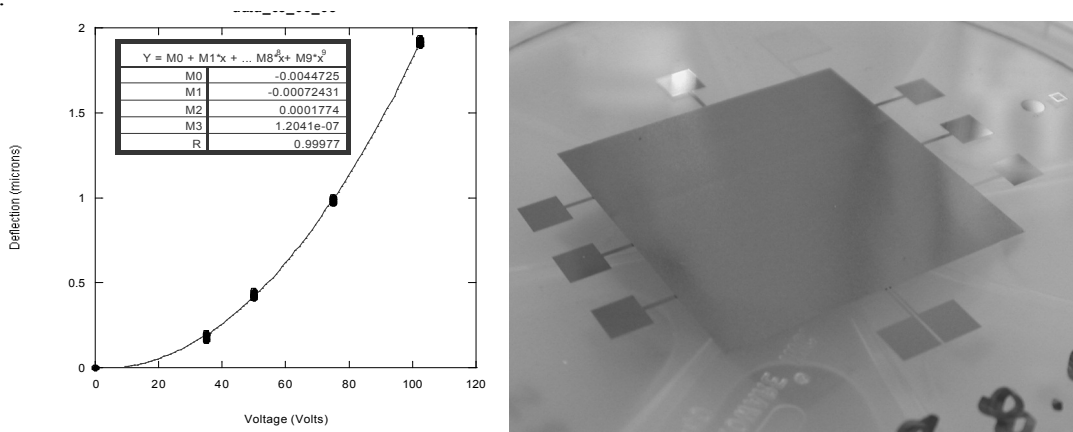 2
Y = M0 + M1*x + ... M8*x⁸ + M9*x⁹
M0 -0.0044725
M1 -0.00072431
M2 0.0001774
M3 1.2041e-07
R 0.99977
1.5
1
0.5
0
0 20 40 60 80 100 120
Deflection (microns)
Voltage (Volts)